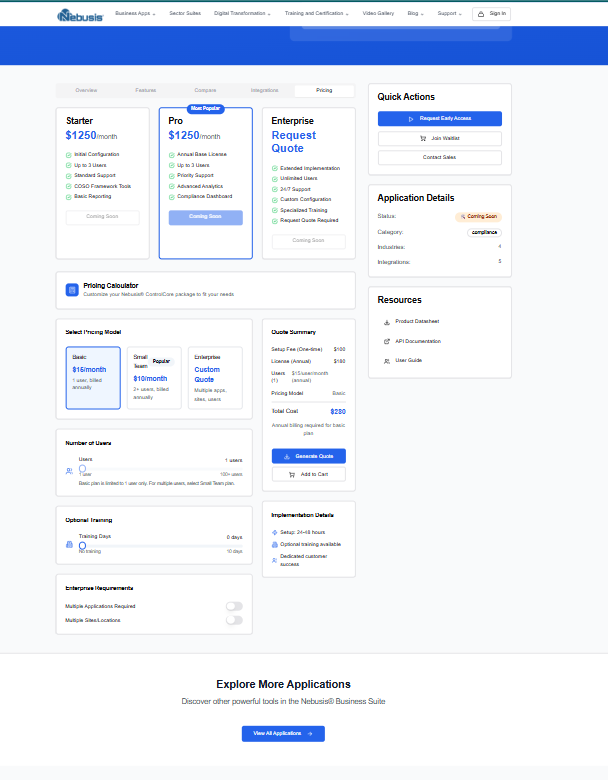 Nebusis
Business Apps
Sector Suites
Digital Transformation
Training and Certification
Video Gallery
Blog
Support
Sign In
Overview
Features
Compare
Integrations
Pricing
Starter
$1250/month
Initial Configuration
Up to 3 Users
Standard Support
COSO Framework Tools
Basic Reporting
Coming Soon
Most Popular
Pro
$1250/month
Annual Base License
Up to 3 Users
Priority Support
Advanced Analytics
Compliance Dashboard
Coming Soon
Enterprise
Request
Quote
Extended Implementation
Unlimited Users
24/7 Support
Custom Configuration
Specialized Training
Request Quote Required
Coming Soon
Pricing Calculator
Customize your Nebusis® ControlCore package to fit your needs
Select Pricing Model
Basic
$15/month
1 user, billed
annually
Small
Team
Popular
$10/month
2+ users, billed
annually
Enterprise
Custom
Quote
Multiple apps,
sites, users
Number of Users
Users
1 users
1 user
100+ users
Basic plan is limited to 1 user only. For multiple users, select Small Team plan.
Optional Training
Training Days
0 days
No training
10 days
Enterprise Requirements
Multiple Applications Required
Multiple Sites/Locations
Quote Summary
Setup Fee (One-time) $100
License (Annual) $180
Users
(1)
$15/user/month
(annual)
Pricing Model Basic
Total Cost $280
Annual billing required for basic
plan
Generate Quote
Add to Cart
Implementation Details
Setup: 24-48 hours
Optional training available
Dedicated customer
success
Quick Actions
Request Early Access
Join Waitlist
Contact Sales
Application Details
Status: Coming Soon
Category: compliance
Industries: 4
Integrations: 5
Resources
Product Datasheet
API Documentation
User Guide
Explore More Applications
Discover other powerful tools in the Nebusis® Business Suite
View All Applications